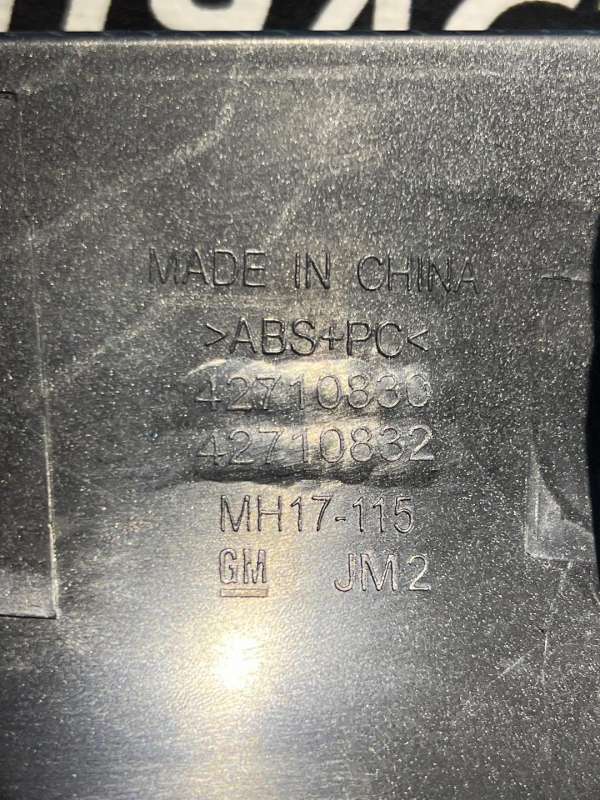 MADE IN CHINA
>ABS+PC<
42710830
42710832
MH17-115
GM JM2